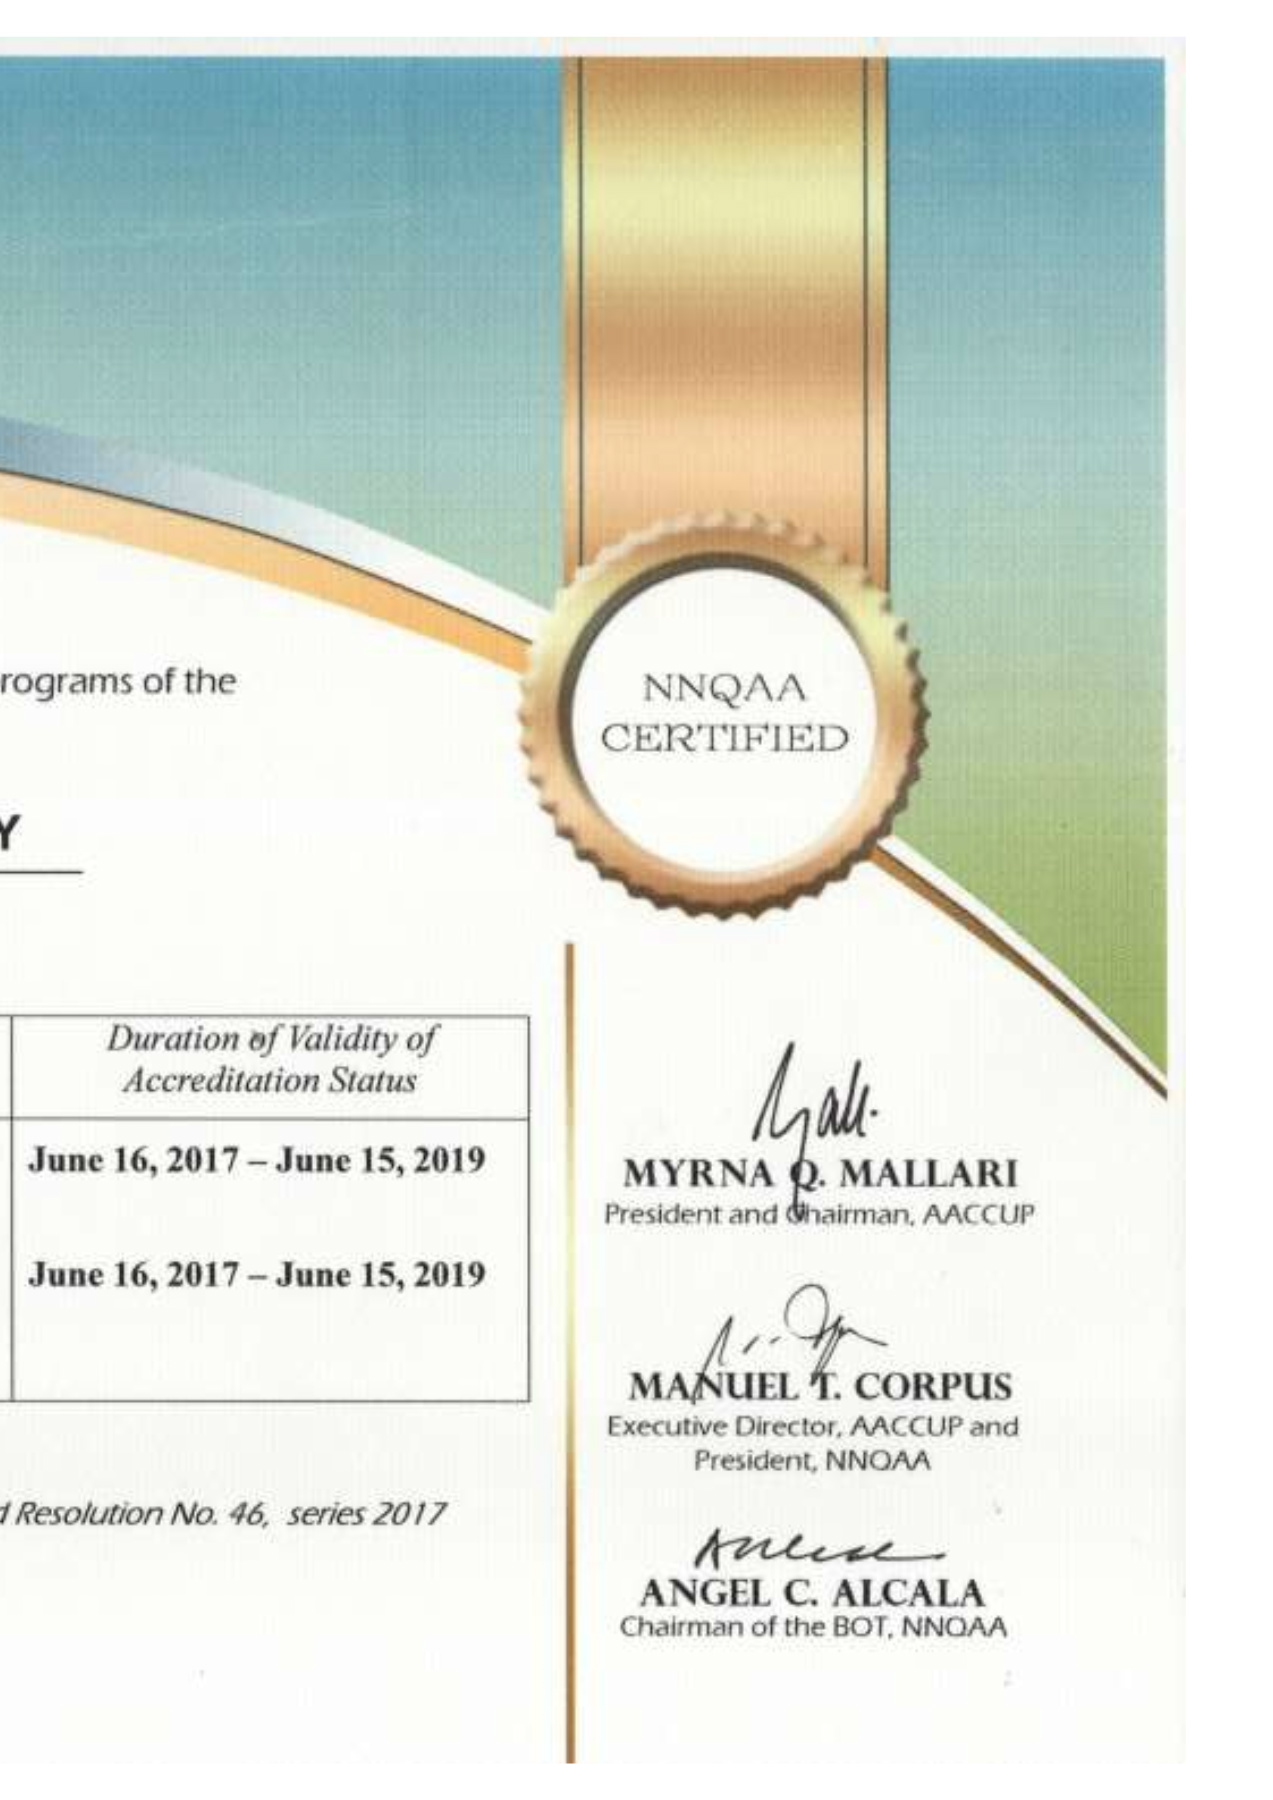 rograms of the
NNQAA
CERTIFIED
Y
Duration of Validity of
Accreditation Status
June 16, 2017 – June 15, 2019
June 16, 2017 – June 15, 2019
d Resolution No. 46, series 2017
MYRNA Q. MALLARI
President and Chairman, AACCUP
MANUEL T. CORPUS
Executive Director, AACCUP and
President, NNQAA
ANGEL C. ALCALA
Chairman of the BOT, NNQAA